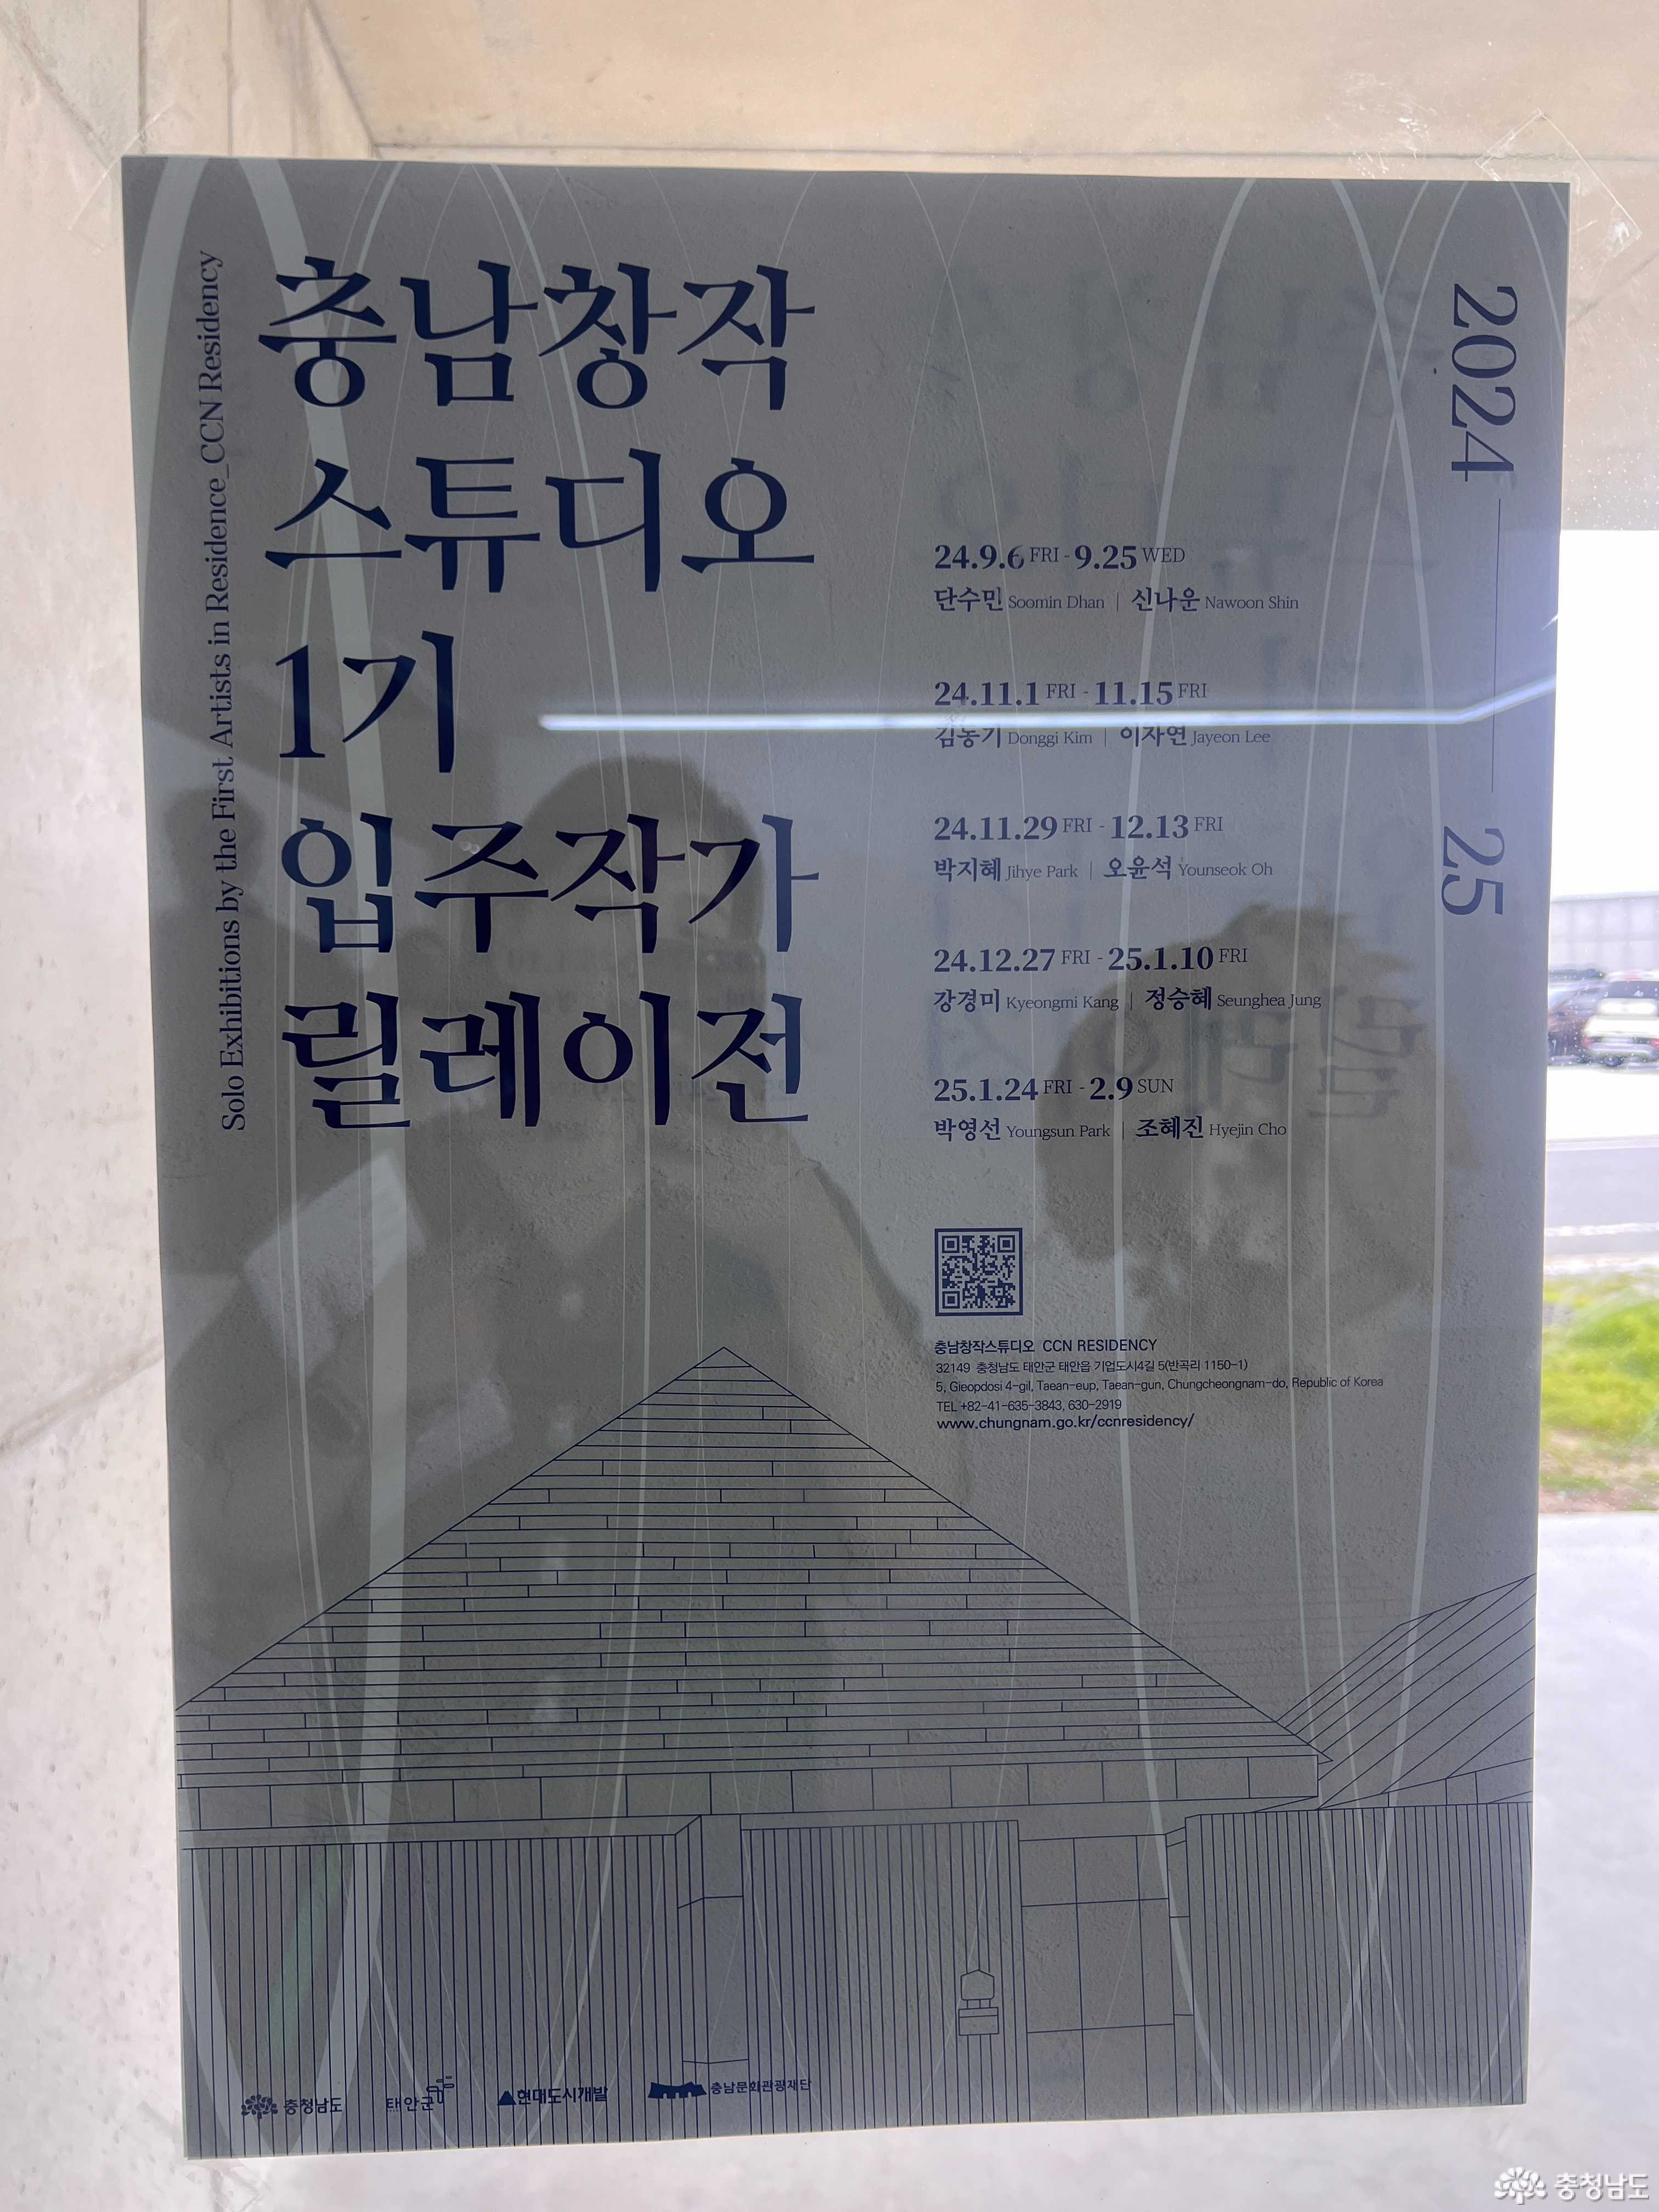 Solo Exhibitions by the First Artists in Residence_CCN Residency
충남창작
스튜디오
1기
입주작가
릴레이전
2024
25
24.9.6 FRI - 9.25 WED
단수민 Soomin Dhan | 신나운 Nawoon Shin
24.11.1 FRI - 11.15 FRI
김동기 Donggi Kim | 이자연 Jayeon Lee
24.11.29 FRI - 12.13 FRI
박지혜 Jihye Park | 오윤석 Younseok Oh
24.12.27 FRI - 25.1.10 FRI
강경미 Kyeongmi Kang | 정승혜 Seunghea Jung
25.1.24 FRI - 2.9 SUN
박영선 Youngsun Park | 조혜진 Hyejin Cho
충남창작스튜디오 CCN RESIDENCY
32149 충청남도 태안군 태안읍 기업도시4길 5(반곡리 1150-1)
5, Gieopdosi 4-gil, Taean-eup, Taean-gun, Chungcheongnam-do, Republic of Korea
TEL +82-41-635-3843, 630-2919
www.chungnam.go.kr/ccnresidency/
충청남도 태안군 현대도시개발 충남문화관광재단
충청남도